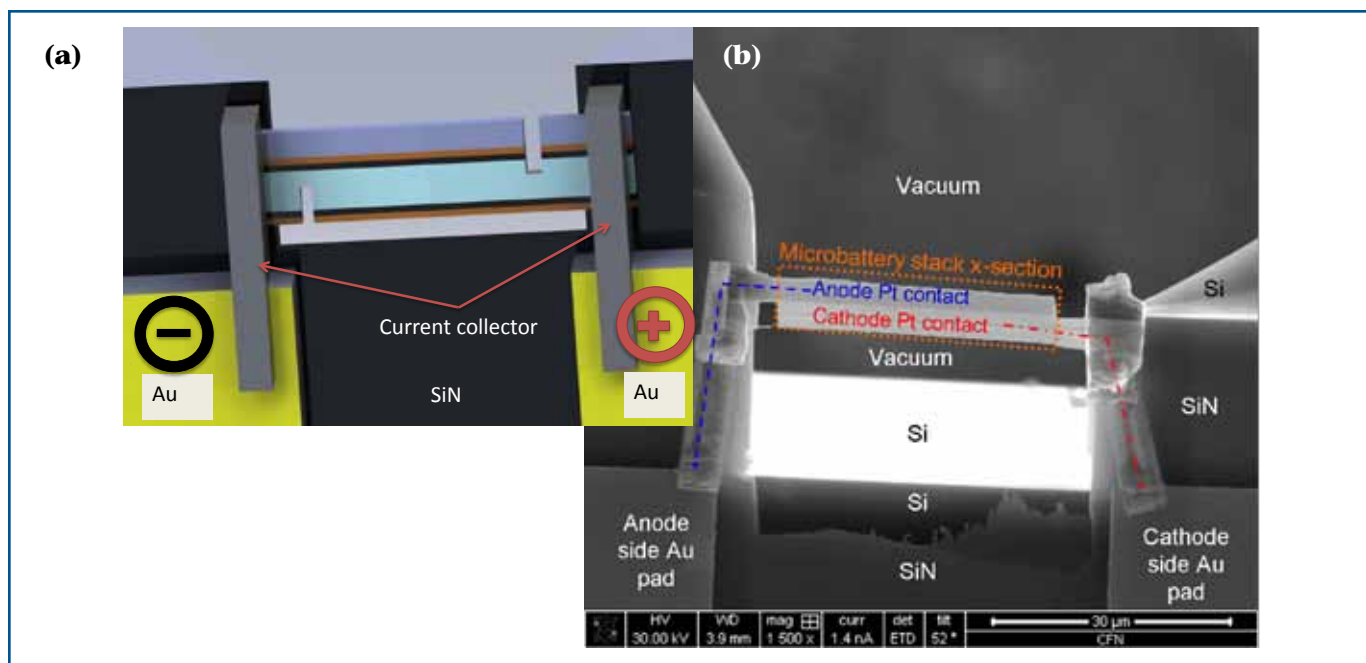 (a)
Current collector
−
+
Au
SiN
Au
(b)
Vacuum
Microbattery stack x-section
Anode Pt contact
Cathode Pt contact
Vacuum
Si
SiN
Si
Si
Anode
side Au
pad
SiN
Cathode
side Au
pad
HV WD mag curr det tilt 30 µm
30.00 kV 3.9 mm 1 500 x 1.4 nA ETD 52 ° CFN